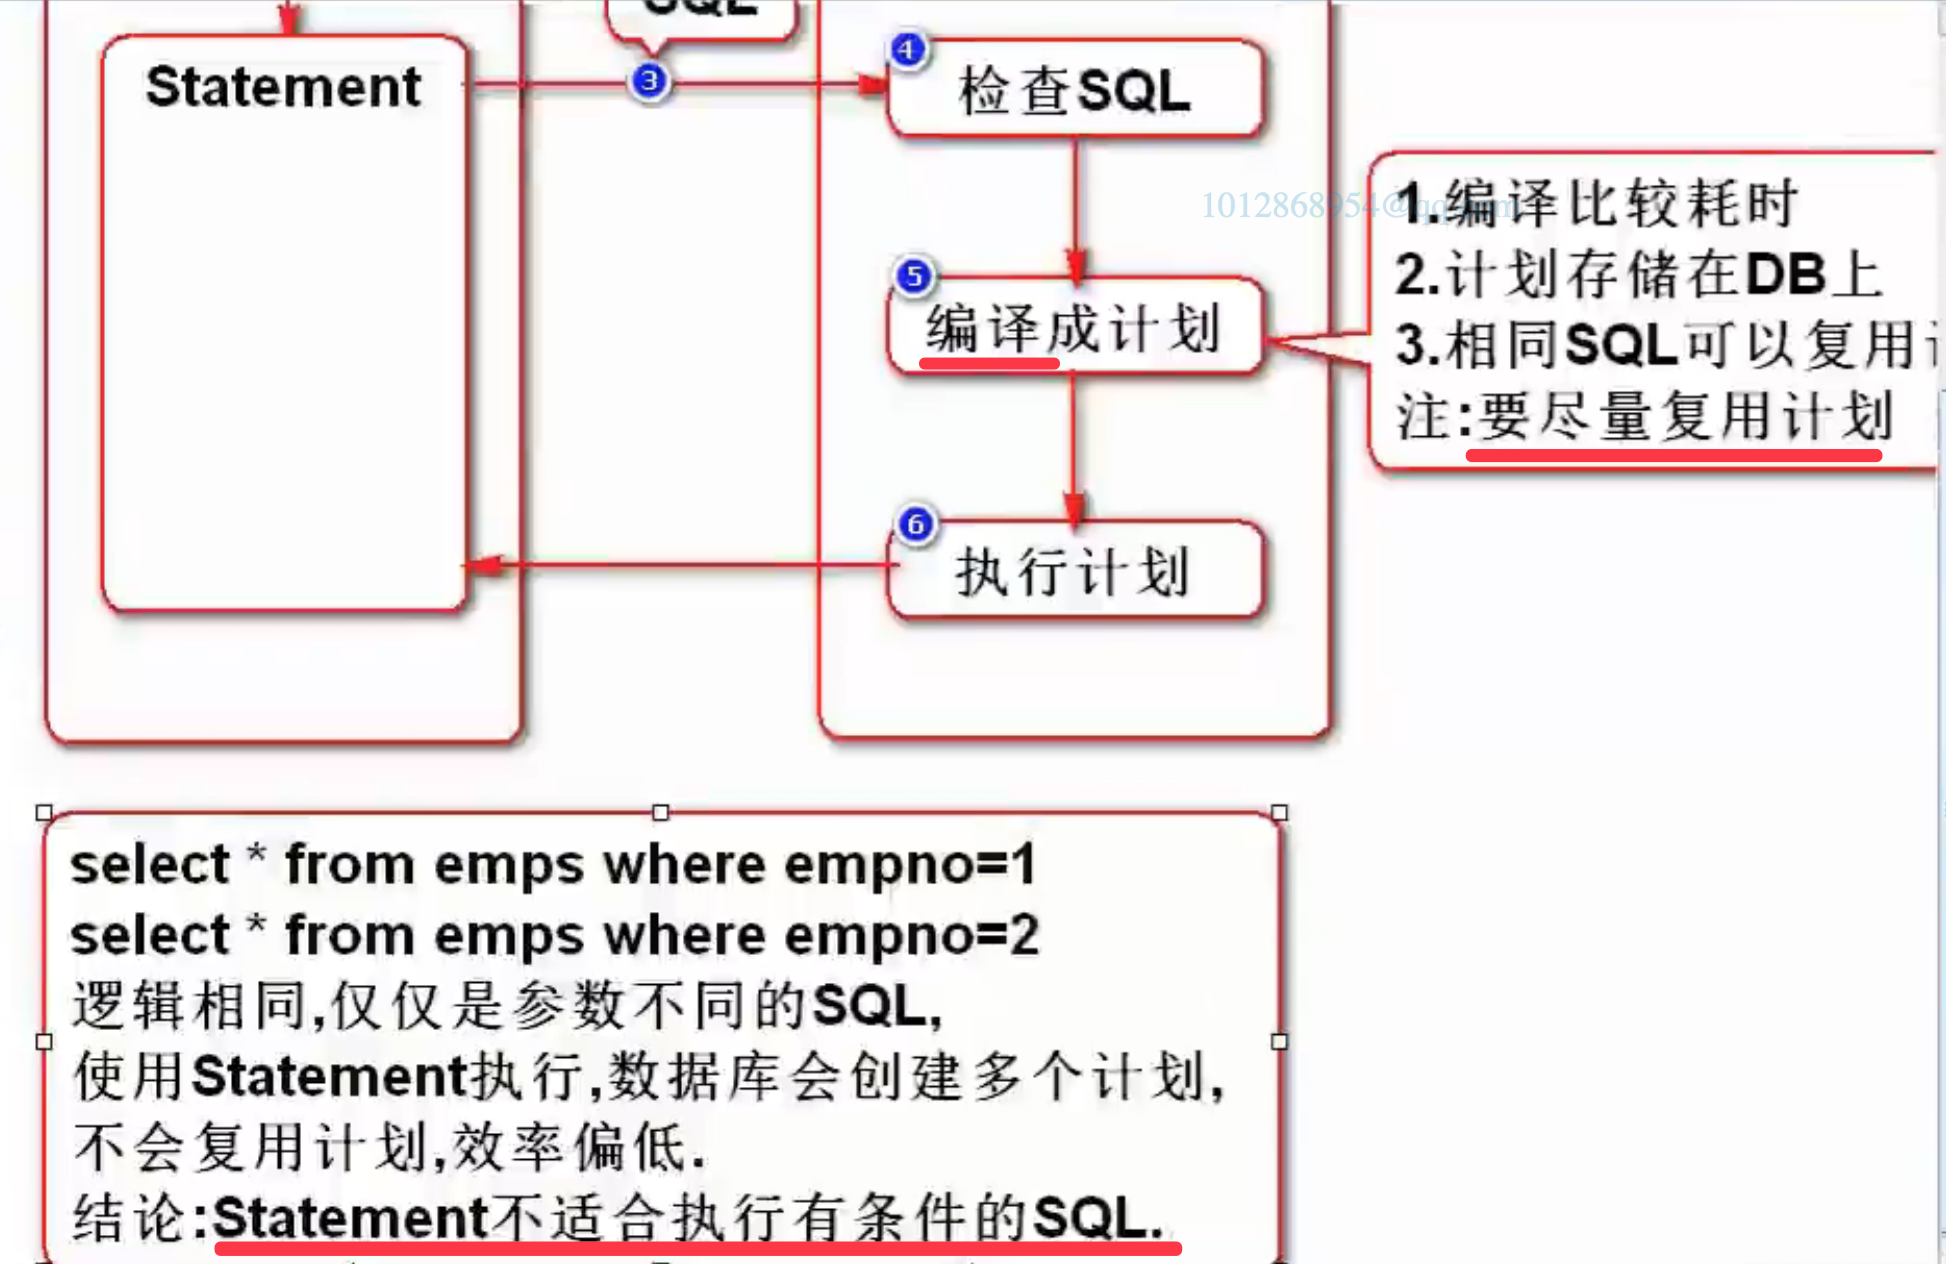 SQL
Statement
3
4
检查SQL
1012868954@qq.com
5
编译成计划
1.编译比较耗时
2.计划存储在DB上
3.相同SQL可以复用
注:要尽量复用计划
6
执行计划
select * from emps where empno=1
select * from emps where empno=2
逻辑相同,仅仅是参数不同的SQL,
使用Statement执行,数据库会创建多个计划,
不会复用计划,效率偏低.
结论:Statement不适合执行有条件的SQL.